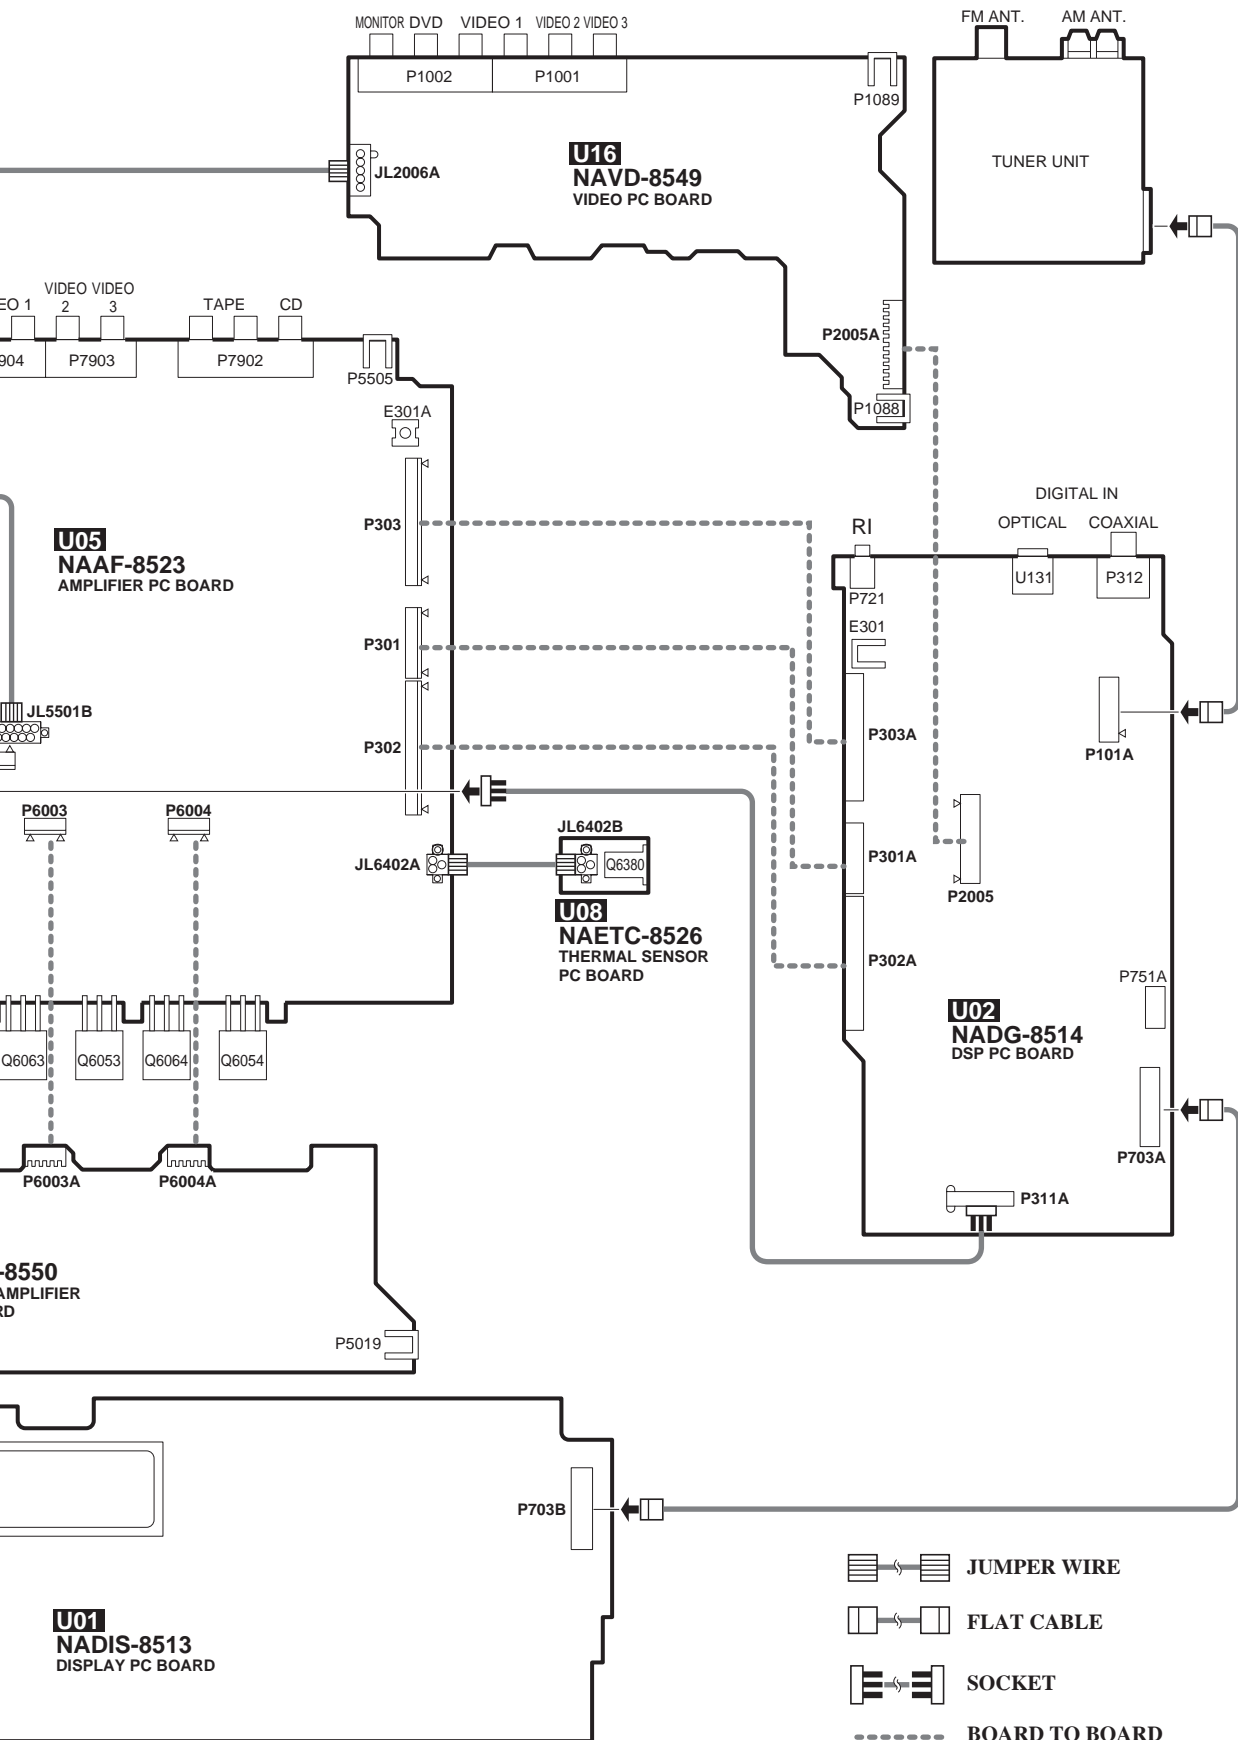 MONITOR DVD VIDEO 1 VIDEO 2 VIDEO 3
P1002 P1001
P1089
JL2006A
U16
NAVD-8549
VIDEO PC BOARD
P2005A
P1088
FM ANT. AM ANT.
TUNER UNIT
EO 1
VIDEO VIDEO
2 3
TAPE CD
904 P7903 P7902
P5505
E301A
P303
U05
NAAF-8523
AMPLIFIER PC BOARD
P301
JL5501B
P302
P6003 P6004
JL6402A
JL6402B
Q6380
U08
NAETC-8526
THERMAL SENSOR
PC BOARD
DIGITAL IN
OPTICAL COAXIAL
RI
U131 P312
P721
E301
P303A
P101A
P301A
P2005
P302A
P751A
U02
NADG-8514
DSP PC BOARD
P703A
P311A
Q6063 Q6053 Q6064 Q6054
P6003A P6004A
-8550
AMPLIFIER
RD
P5019
P703B
U01
NADIS-8513
DISPLAY PC BOARD
JUMPER WIRE
FLAT CABLE
SOCKET
BOARD TO BOARD